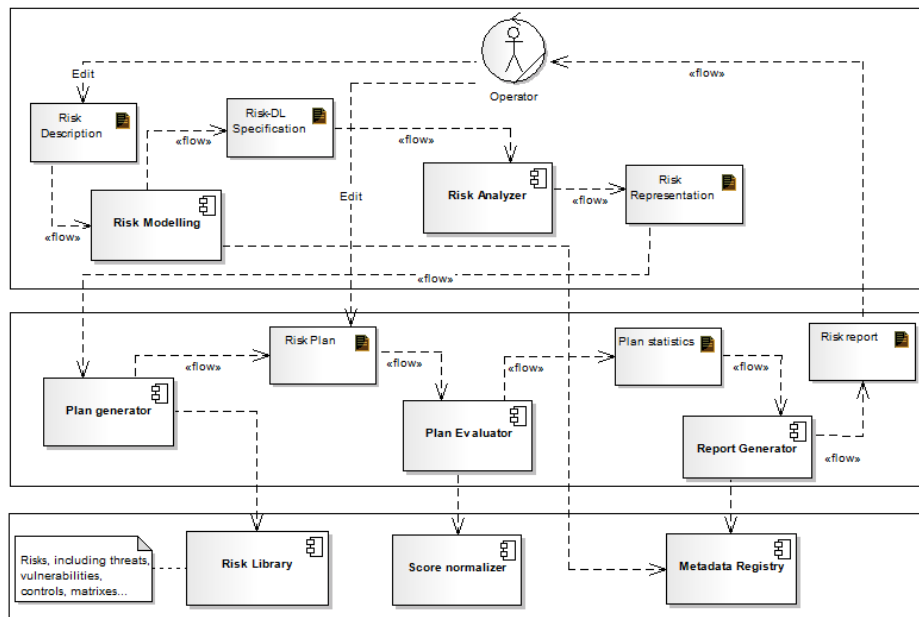 Operator
Edit
«flow»
Risk
Description
Risk-DL
Specification
«flow»
«flow»
Risk Analyzer
Risk
Representation
«flow»
Edit
Risk Modelling
«flow»
«flow»
Risk Plan
Plan statistics
Risk report
«flow»
«flow»
«flow»
«flow»
Plan generator
Plan Evaluator
Report Generator
«flow»
Risks, including threats,
vulnerabilities,
controls, matrixes...
Risk Library
Score normalizer
Metadata Registry